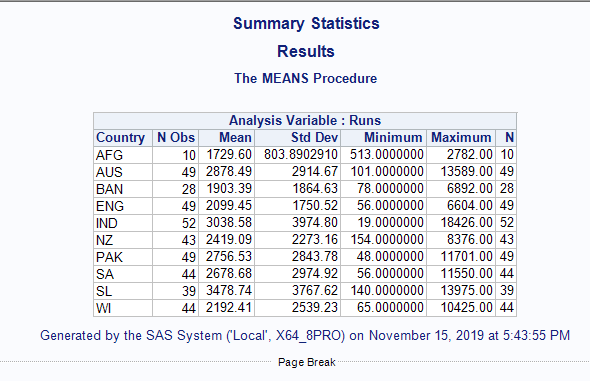 Summary Statistics
Results
The MEANS Procedure
Analysis Variable : Runs
Country N Obs Mean Std Dev Minimum Maximum N
AFG 10 1729.60 803.8902910 513.0000000 2782.00 10
AUS 49 2878.49 2914.67 101.0000000 13589.00 49
BAN 28 1903.39 1864.63 78.0000000 6892.00 28
ENG 49 2099.45 1750.52 56.0000000 6604.00 49
IND 52 3038.58 3974.80 19.0000000 18426.00 52
NZ 43 2419.09 2273.16 154.0000000 8376.00 43
PAK 49 2756.53 2843.78 48.0000000 11701.00 49
SA 44 2678.68 2974.92 56.0000000 11550.00 44
SL 39 3478.74 3767.62 140.0000000 13975.00 39
WI 44 2192.41 2539.23 65.0000000 10425.00 44
Generated by the SAS System ('Local', X64_8PRO) on November 15, 2019 at 5:43:55 PM
Page Break